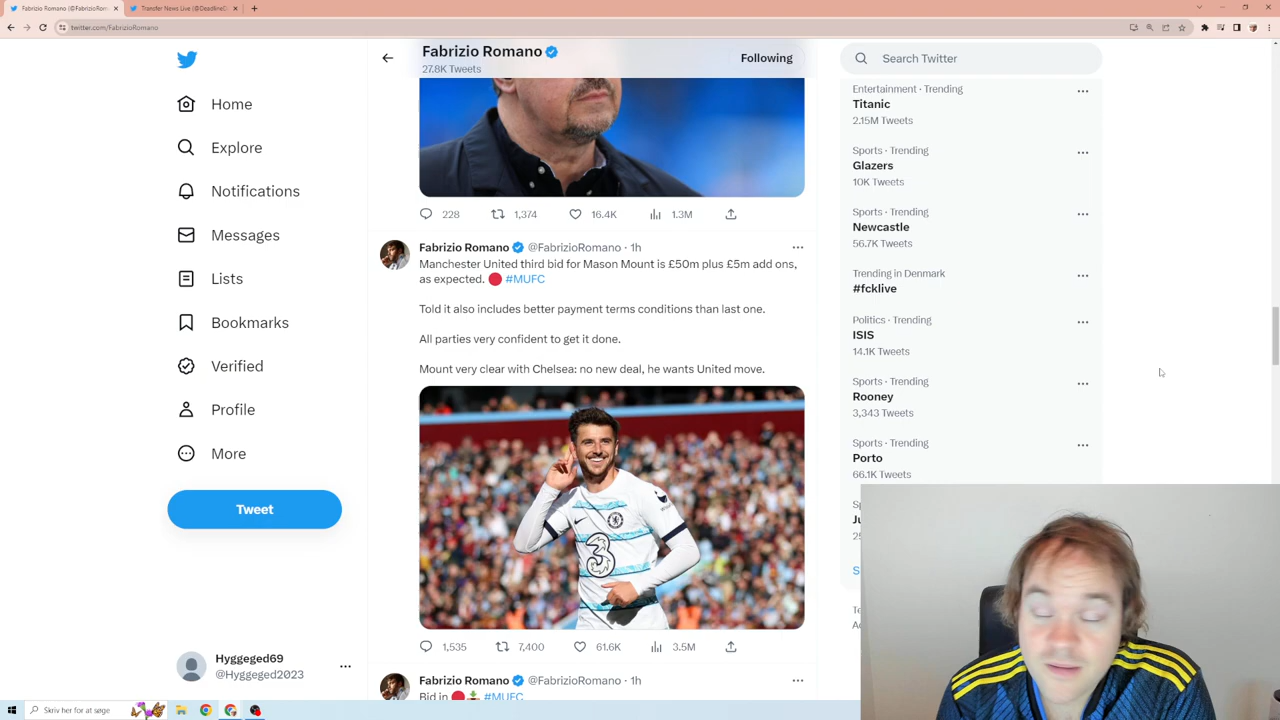 Fabrizio Romano (@FabrizioRoman
Transfer News Live (@DeadlineD
twitter.com/FabrizioRomano
Home
Explore
Notifications
Messages
Lists
Bookmarks
Verified
Profile
More
Tweet
Hyggeged69
@Hyggeged2023
Fabrizio Romano
27.8K Tweets
Following
228
1,374
16.4K
1.3M
Fabrizio Romano @FabrizioRomano · 1h
Manchester United third bid for Mason Mount is £50m plus £5m add ons,
as expected. 🔴 #MUFC
Told it also includes better payment terms conditions than last one.
All parties very confident to get it done.
Mount very clear with Chelsea: no new deal, he wants United move.
3
1,535
7,400
61.6K
3.5M
Fabrizio Romano @FabrizioRomano · 1h
Bid in 🔴 #MUFC
Search Twitter
Entertainment · Trending
Titanic
2.15M Tweets
Sports · Trending
Glazers
10K Tweets
Sports · Trending
Newcastle
56.7K Tweets
Trending in Denmark
#fcklive
Politics · Trending
ISIS
14.1K Tweets
Sports · Trending
Rooney
3,343 Tweets
Sports · Trending
Porto
66.1K Tweets
Skriv her for at søge